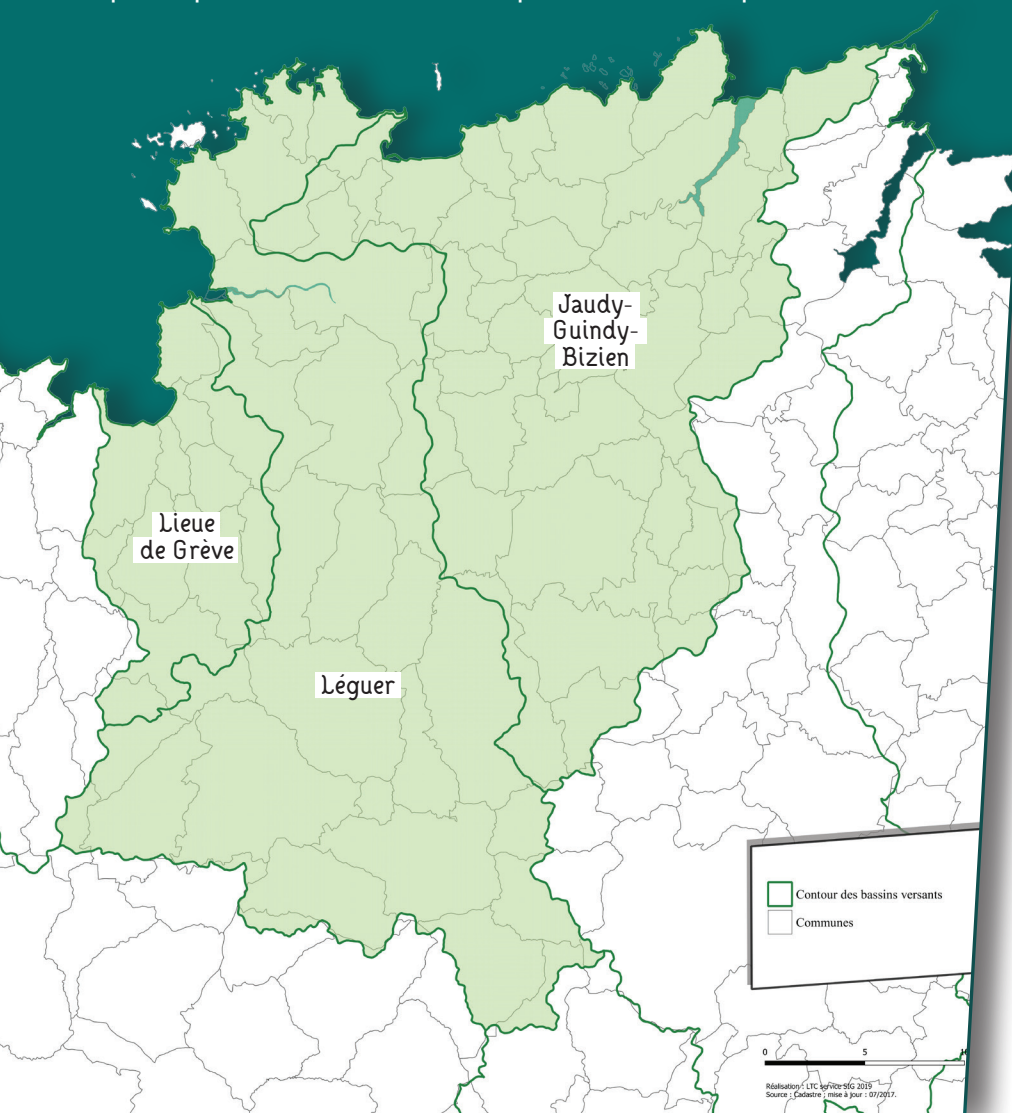 Jaudy-
Guindy-
Bizien
Lieue
de Grève
Léguer
Contour des bassins versants
Communes
0 5
Réalisation : LTC service SIG 2019
Source : Cadastre ; mise à jour : 07/2017.